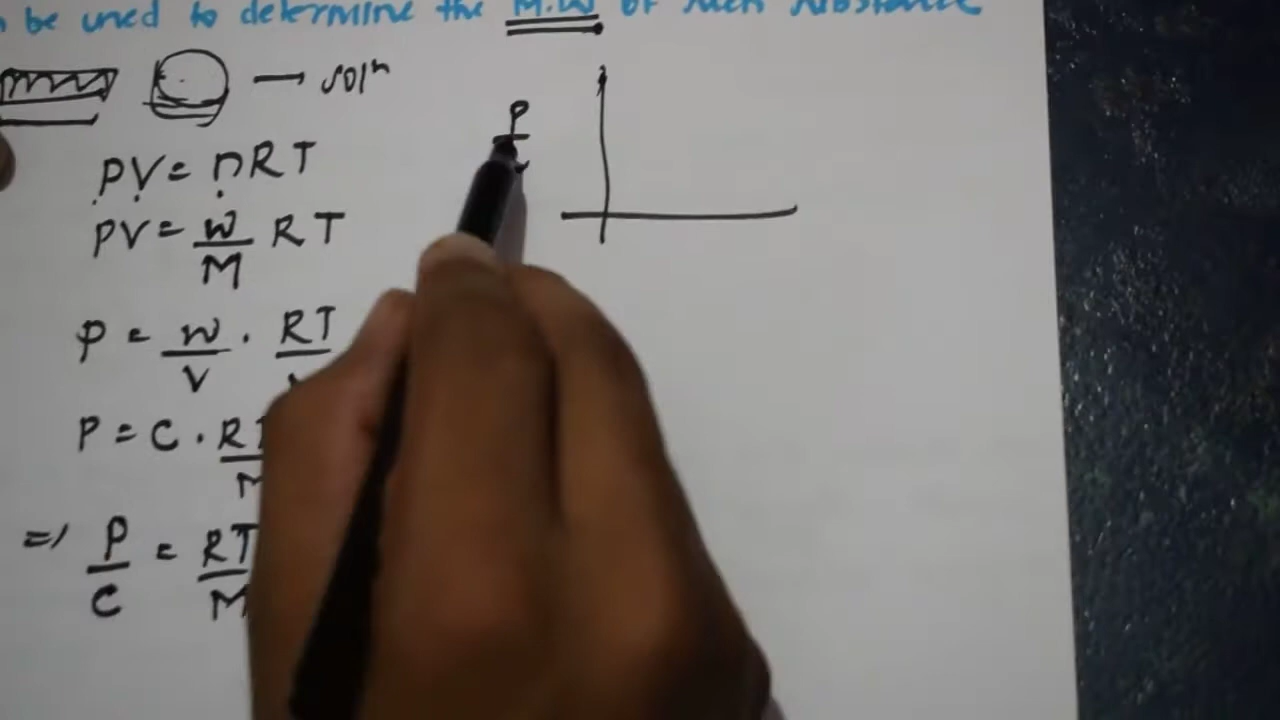 be used to determine the M.W of such substance
→ solⁿ
PV = nRT
PV = w/M RT
P = w/V · RT
P = C · RT/M
=> P/C = RT/M
P